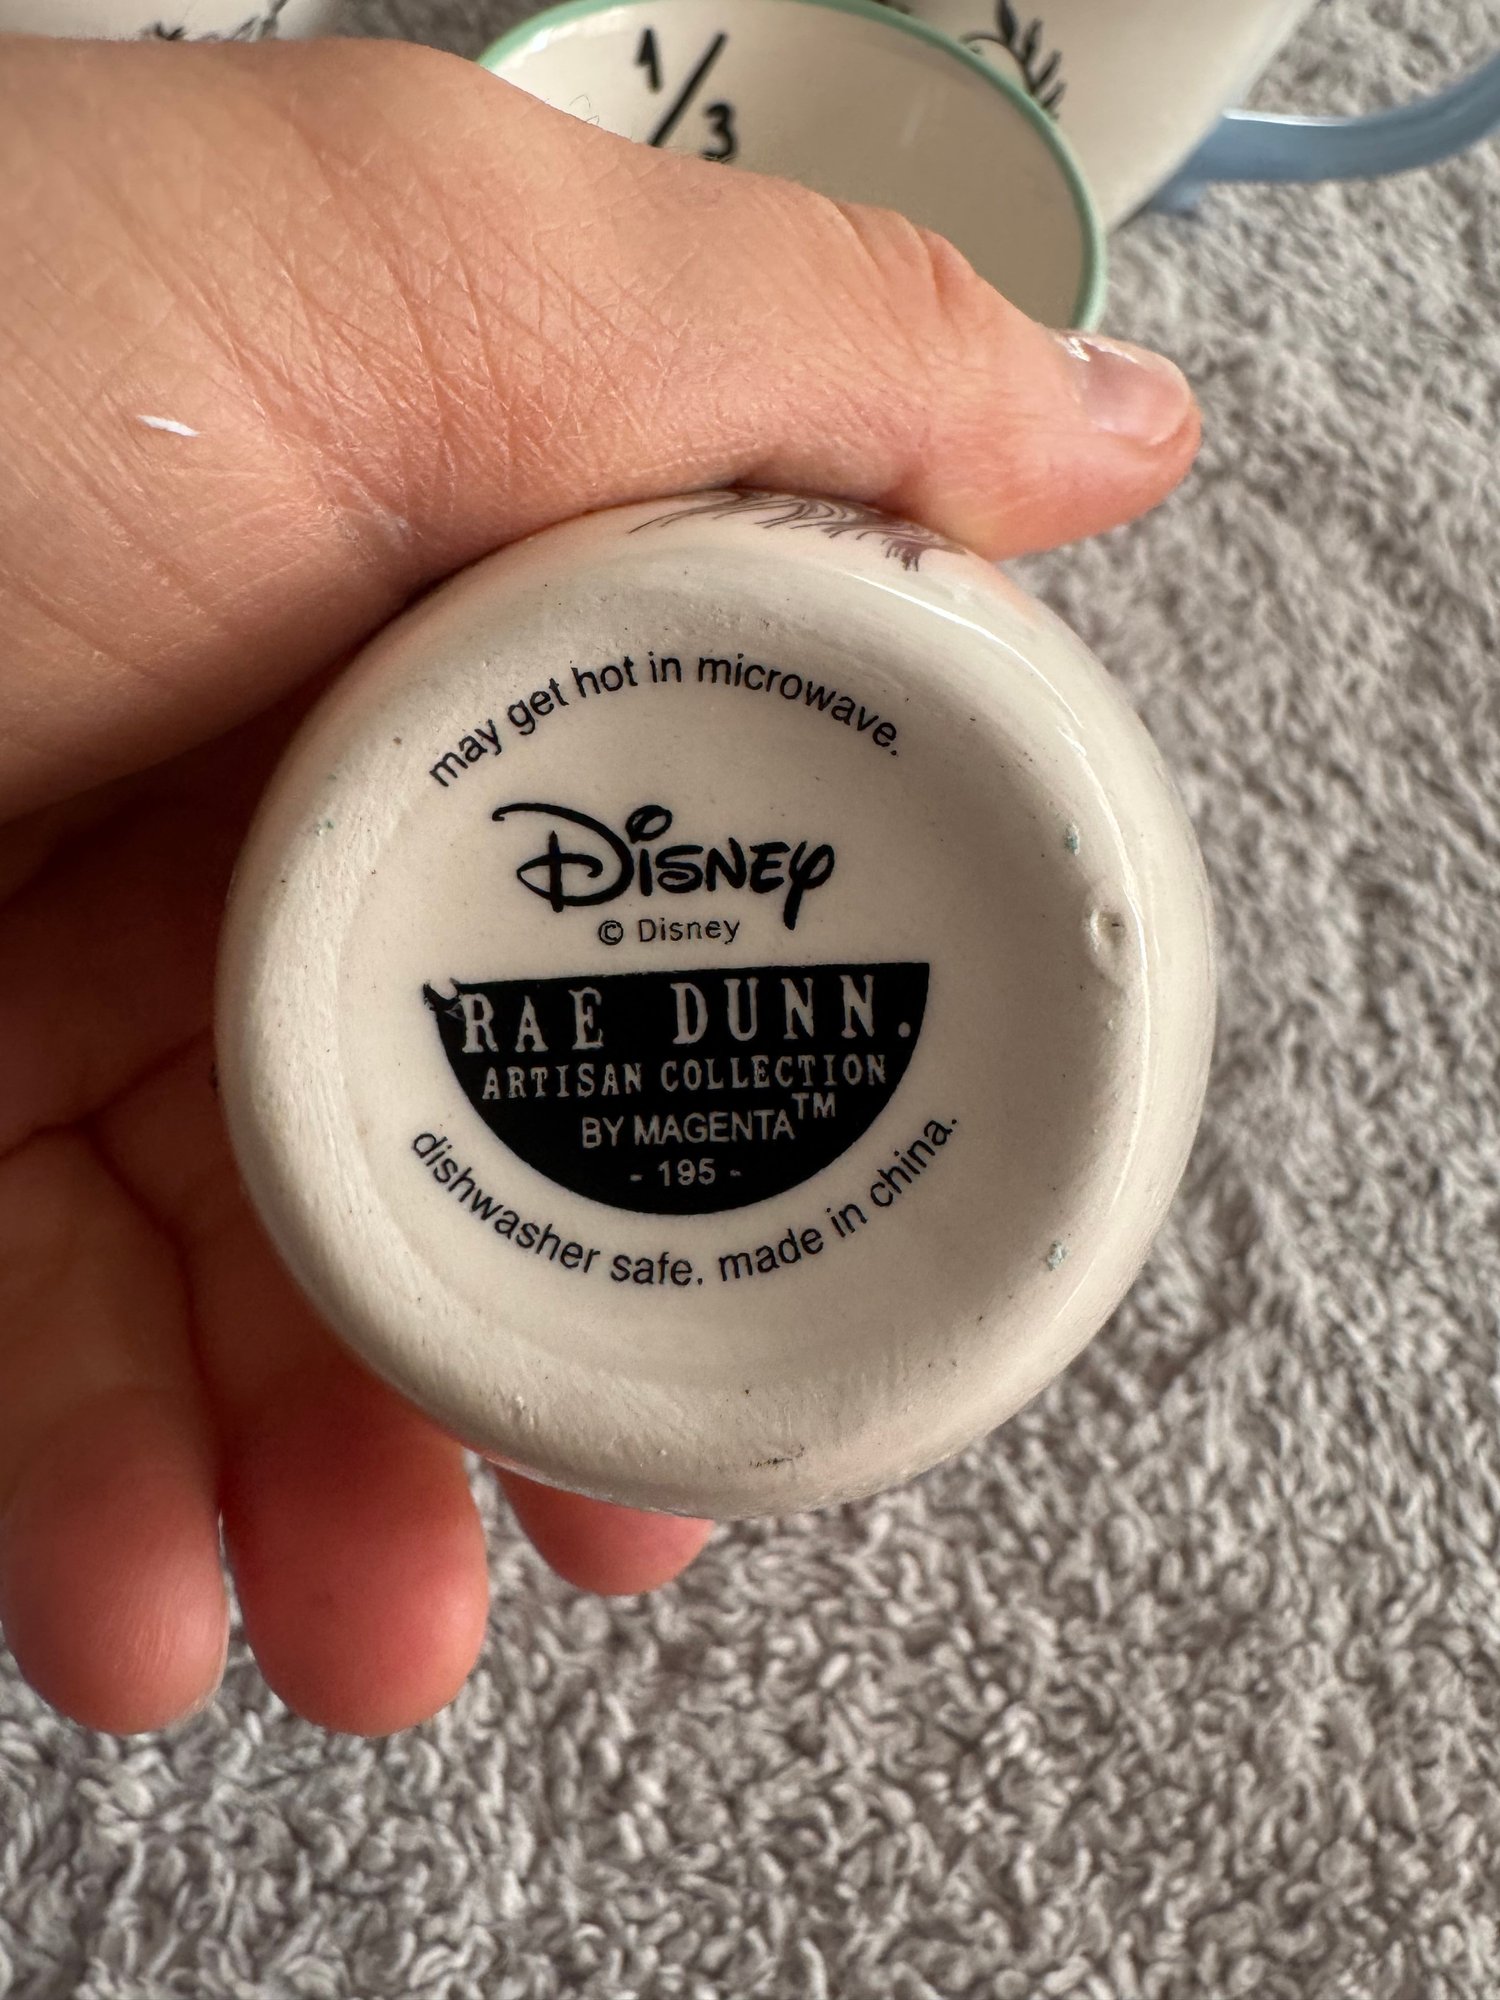 1/3
may get hot in microwave.
Disney
© Disney
RAE DUNN.
ARTISAN COLLECTION
BY MAGENTA™
- 195 -
dishwasher safe. made in china.